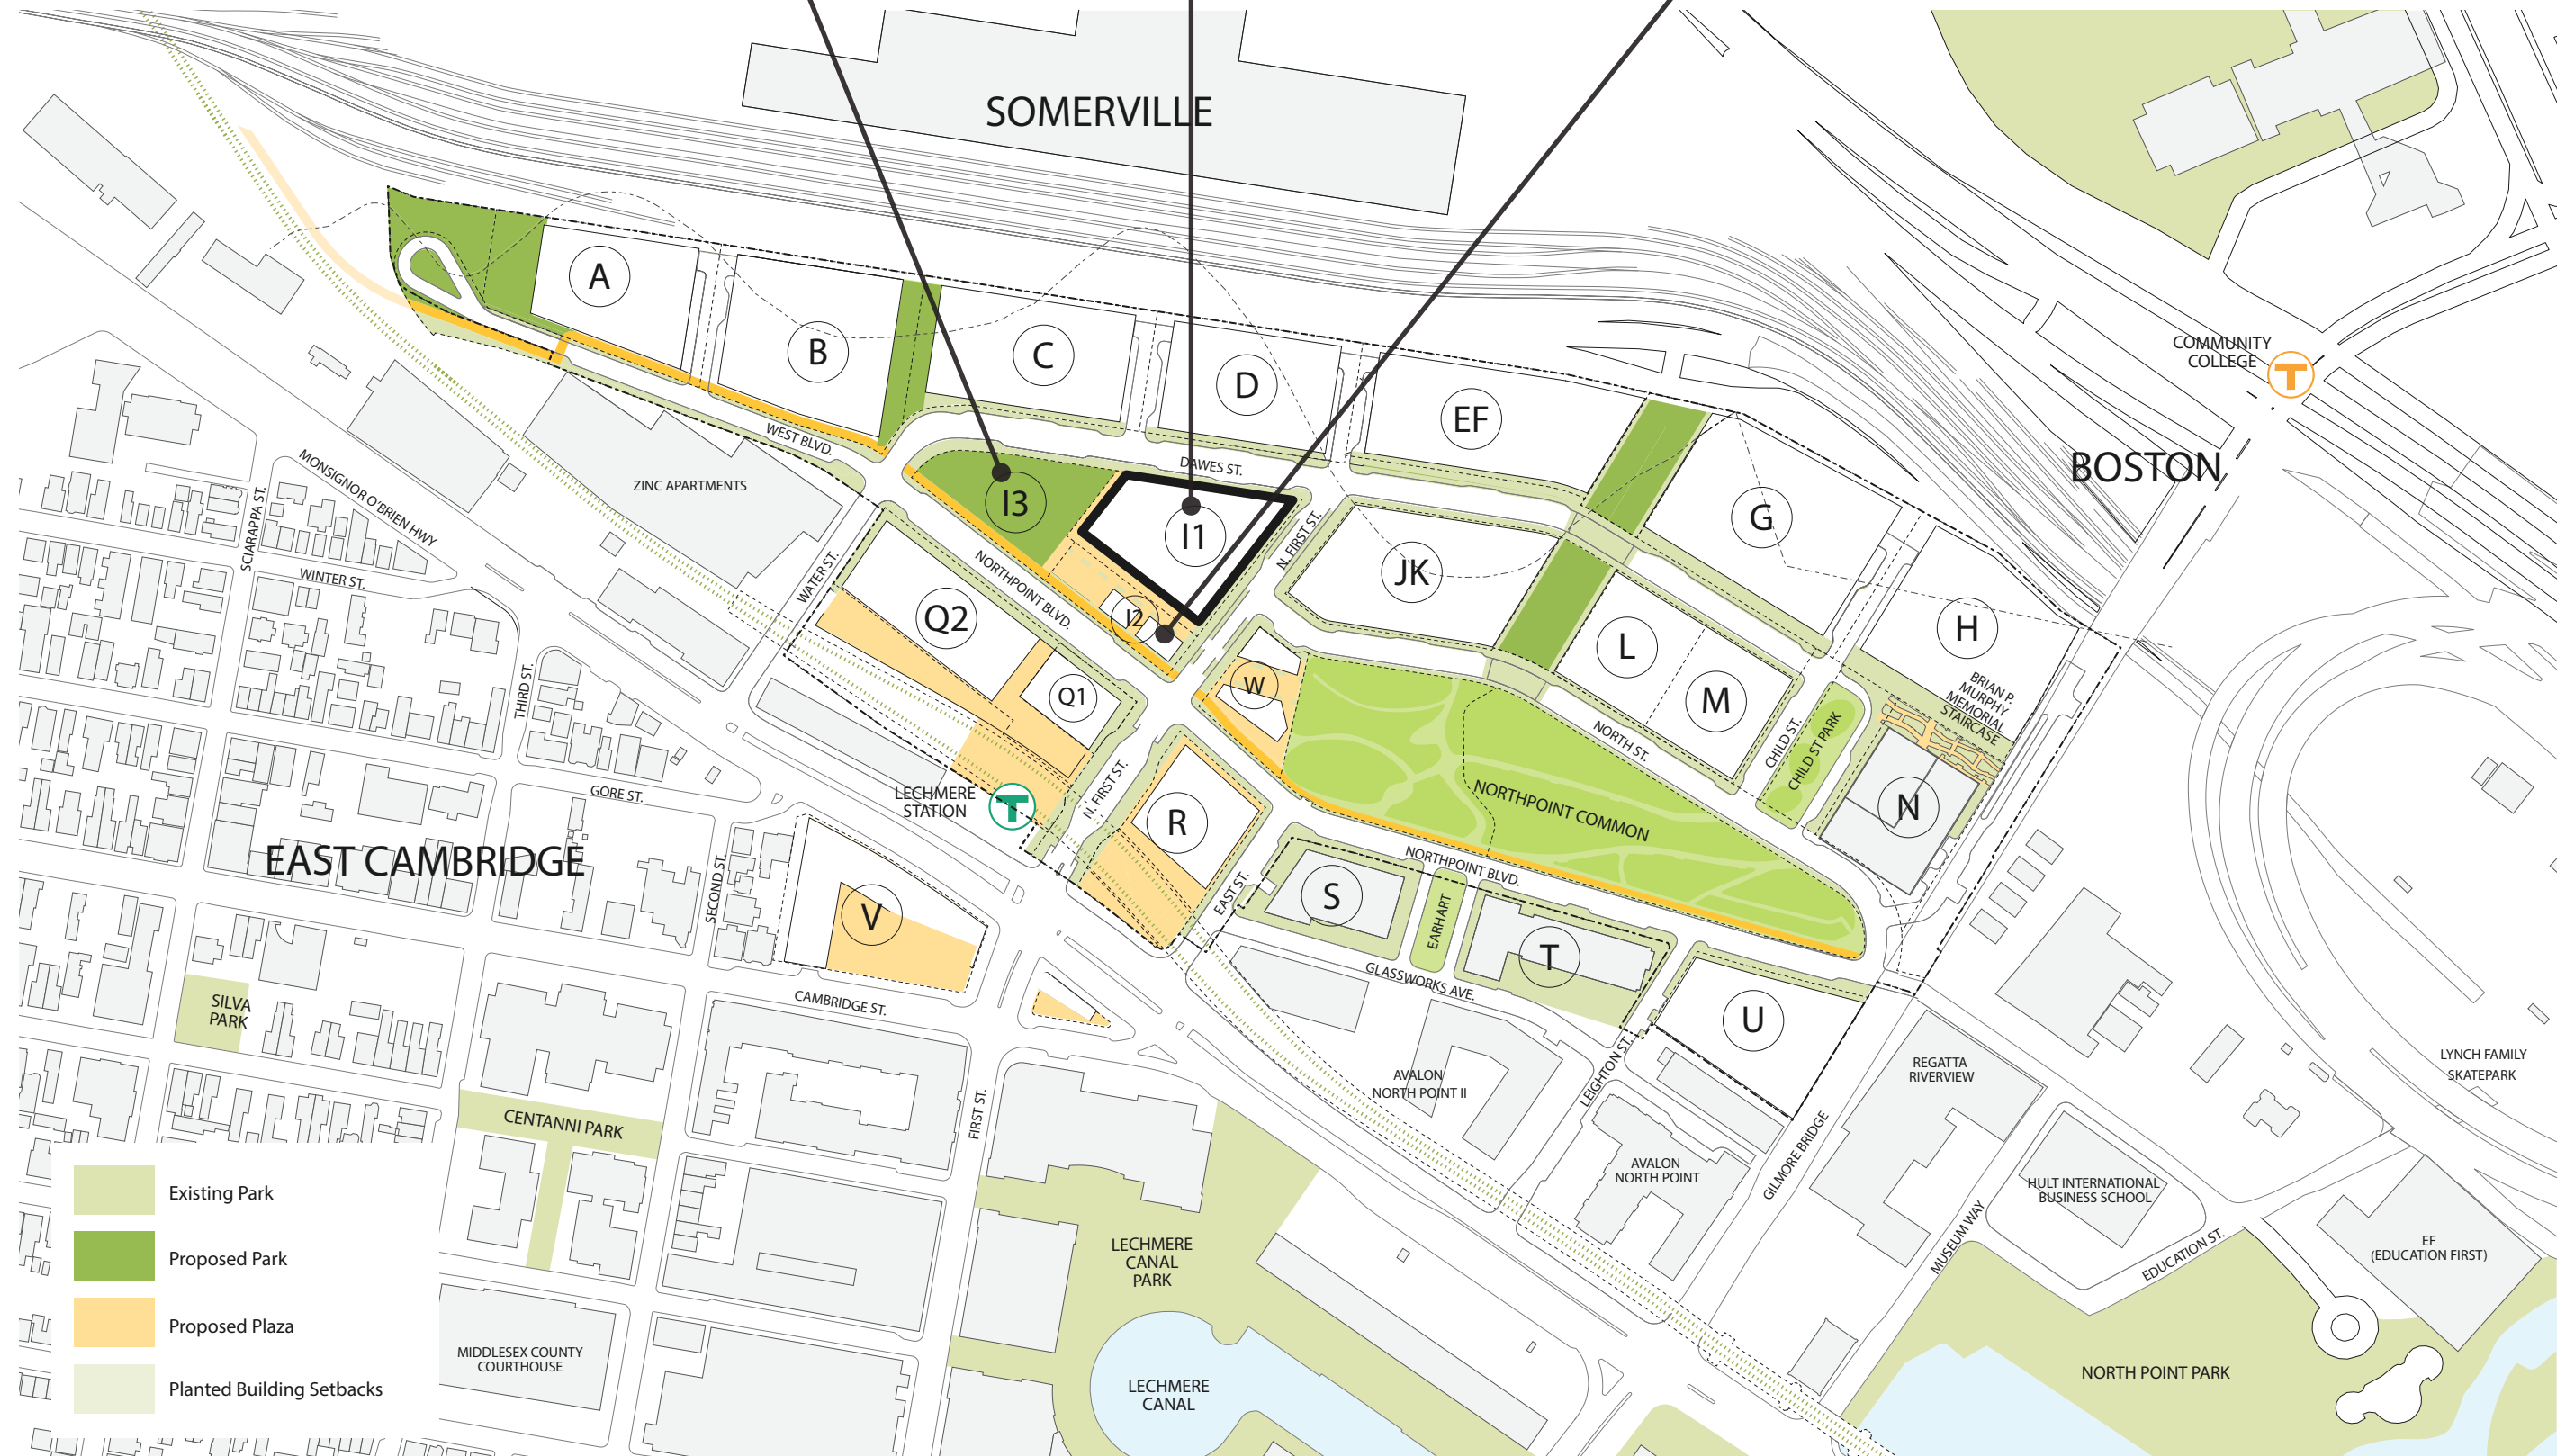 SOMERVILLE
COMMUNITY
COLLEGE
T
BOSTON
A
B
C
D
EF
G
H
WEST BLVD.
DAWES ST.
I3
I1
I2
N. FIRST ST.
JK
L
M
ZINC APARTMENTS
MONSIGNOR O'BRIEN HWY
SCIARAPPA ST.
WINTER ST.
WATER ST.
NORTHPOINT BLVD.
Q2
Q1
W
THIRD ST.
NORTH ST.
CHILD ST.
CHILD ST PARK
BRIAN P.
MURPHY
MEMORIAL
STAIRCASE
N
NORTHPOINT COMMON
LECHMERE
STATION
T
N. FIRST ST.
R
GORE ST.
EAST CAMBRIDGE
SECOND ST.
V
EAST ST.
S
EARHART
NORTHPOINT BLVD.
T
U
GLASSWORKS AVE.
CAMBRIDGE ST.
SILVA
PARK
CENTANNI PARK
FIRST ST.
AVALON
NORTH POINT II
LEIGHTON ST.
AVALON
NORTH POINT
GILMORE BRIDGE
REGATTA
RIVERVIEW
LYNCH FAMILY
SKATEPARK
HULT INTERNATIONAL
BUSINESS SCHOOL
MUSEUM WAY
EDUCATION ST.
EF
(EDUCATION FIRST)
LECHMERE
CANAL
PARK
LECHMERE
CANAL
MIDDLESEX COUNTY
COURTHOUSE
NORTH POINT PARK
Existing Park
Proposed Park
Proposed Plaza
Planted Building Setbacks